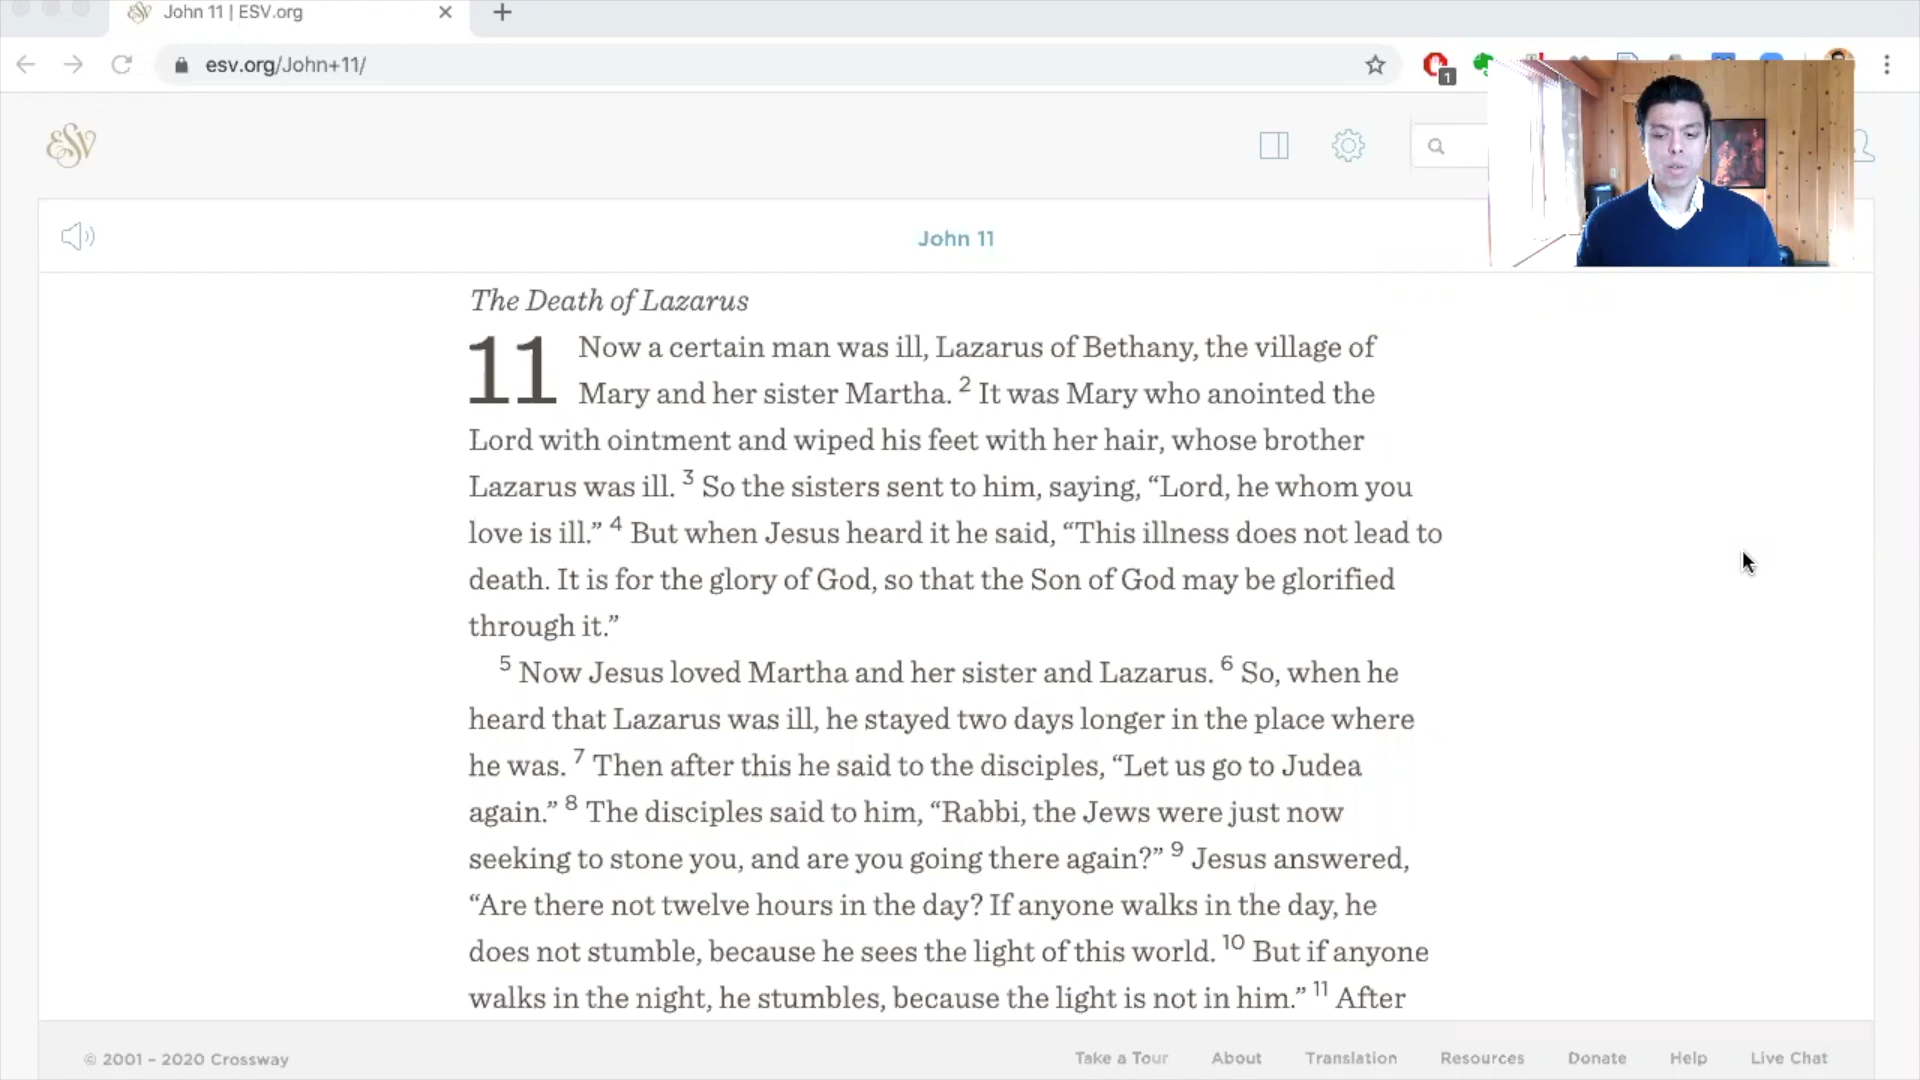 John 11 | ESV.org
esv.org/John+11/
1
ESV
John 11
The Death of Lazarus
11 Now a certain man was ill, Lazarus of Bethany, the village of
Mary and her sister Martha. 2 It was Mary who anointed the
Lord with ointment and wiped his feet with her hair, whose brother
Lazarus was ill. 3 So the sisters sent to him, saying, “Lord, he whom you
love is ill.” 4 But when Jesus heard it he said, “This illness does not lead to
death. It is for the glory of God, so that the Son of God may be glorified
through it.”
5 Now Jesus loved Martha and her sister and Lazarus. 6 So, when he
heard that Lazarus was ill, he stayed two days longer in the place where
he was. 7 Then after this he said to the disciples, “Let us go to Judea
again.” 8 The disciples said to him, “Rabbi, the Jews were just now
seeking to stone you, and are you going there again?” 9 Jesus answered,
“Are there not twelve hours in the day? If anyone walks in the day, he
does not stumble, because he sees the light of this world. 10 But if anyone
walks in the night, he stumbles, because the light is not in him.” 11 After
© 2001 – 2020 Crossway Take a Tour About Translation Resources Donate Help Live Chat